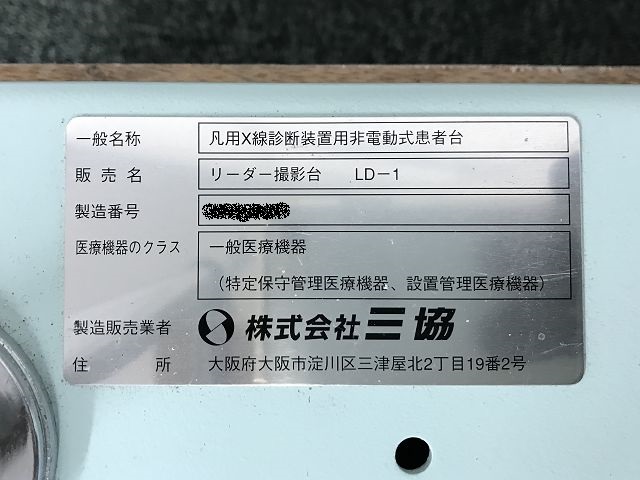 一般名称 凡用X線診断装置用非電動式患者台
販売名 リーダー撮影台 LD-1
製造番号
医療機器のクラス 一般医療機器
(特定保守管理医療機器、設置管理医療機器)
製造販売業者 株式会社三協
住所 大阪府大阪市淀川区三津屋北2丁目19番2号